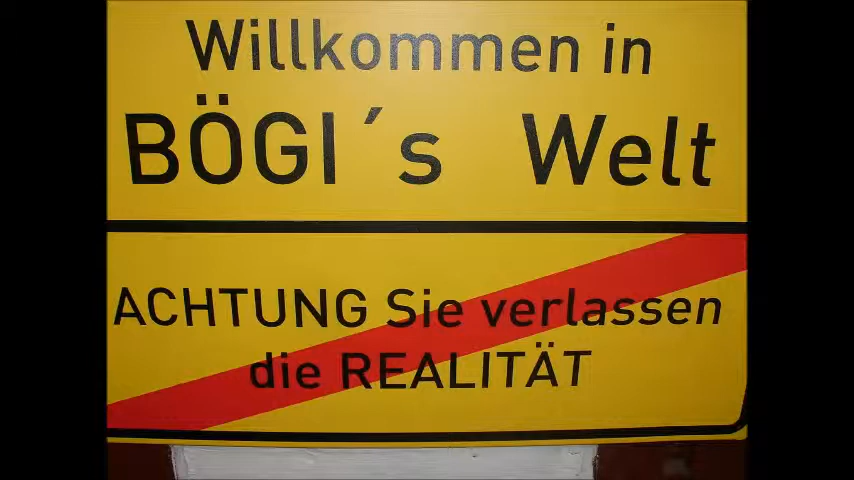 Willkommen in
BÖGI´s Welt
ACHTUNG Sie verlassen
die REALITÄT